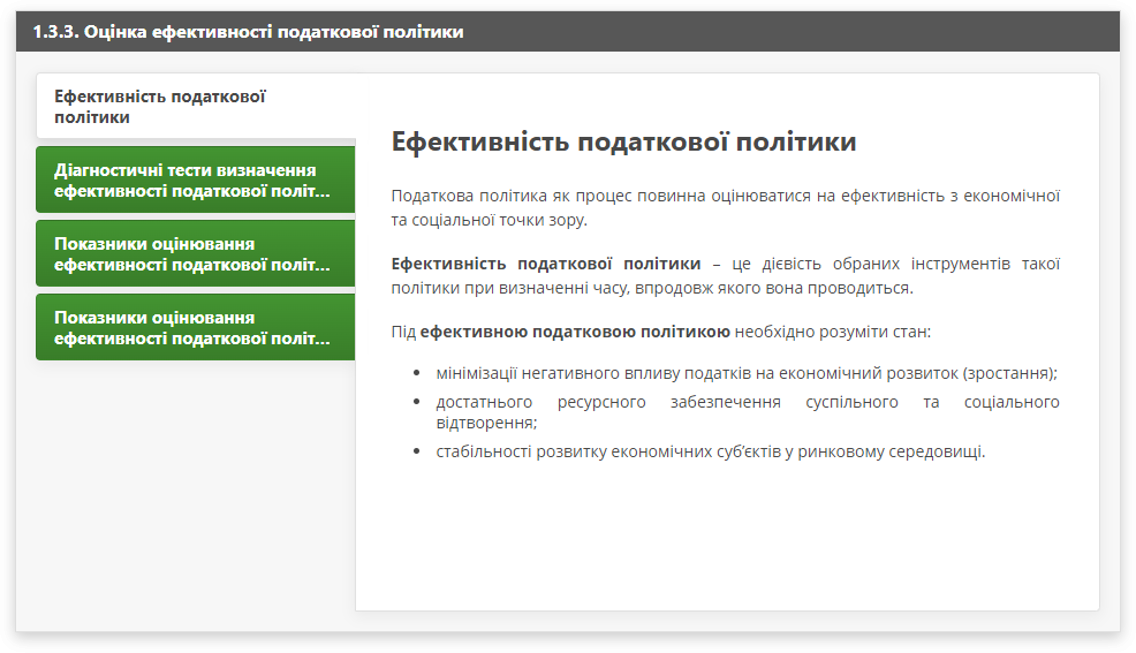 1.3.3. Оцінка ефективності податкової політики
Ефективність податкової
політики
Діагностичні тести визначення
ефективності податкової політ...
Показники оцінювання
ефективності податкової політ...
Показники оцінювання
ефективності податкової політ...
Ефективність податкової політики
Податкова політика як процес повинна оцінюватися на ефективність з економічної
та соціальної точки зору.
Ефективність податкової політики – це дієвість обраних інструментів такої
політики при визначенні часу, впродовж якого вона проводиться.
Під ефективною податковою політикою необхідно розуміти стан:
• мінімізації негативного впливу податків на економічний розвиток (зростання);
• достатнього ресурсного забезпечення суспільного та соціального
відтворення;
• стабільності розвитку економічних суб’єктів у ринковому середовищі.